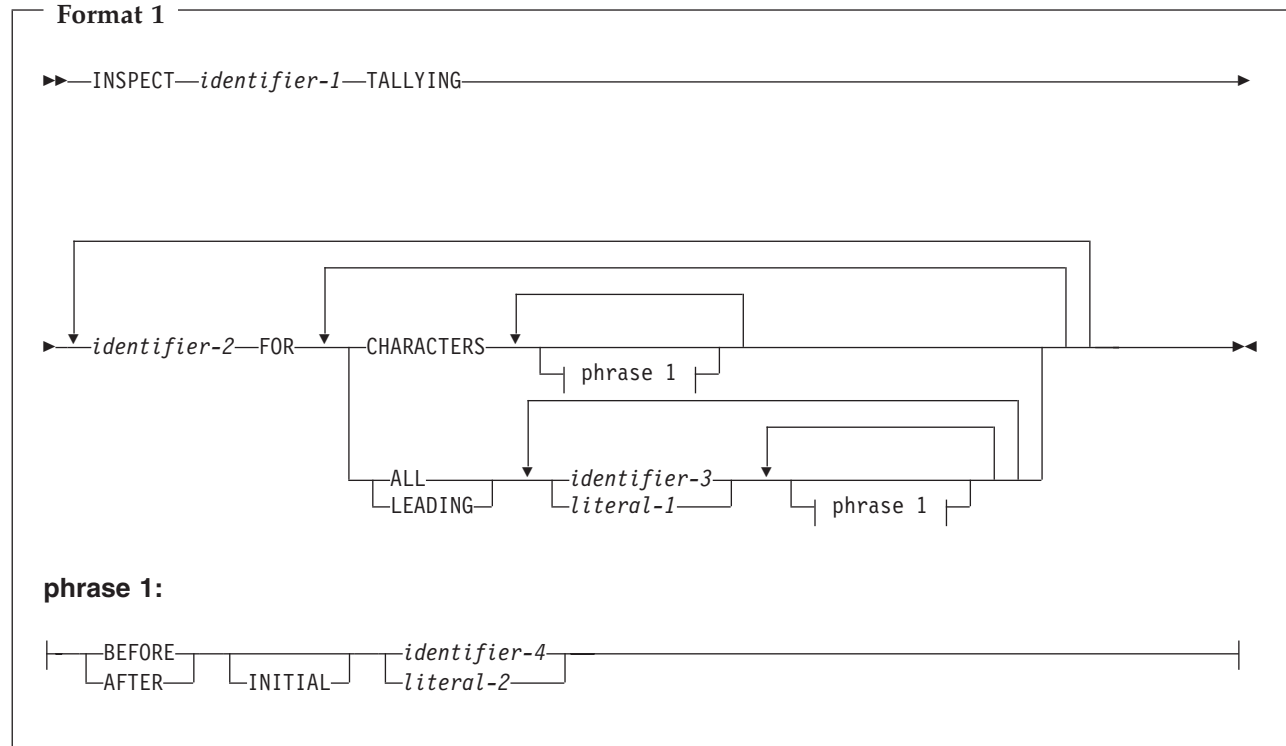 Format 1
INSPECT identifier-1 TALLYING
identifier-2 FOR CHARACTERS
phrase 1
ALL identifier-3
LEADING literal-1 phrase 1
phrase 1:
BEFORE identifier-4
AFTER INITIAL literal-2